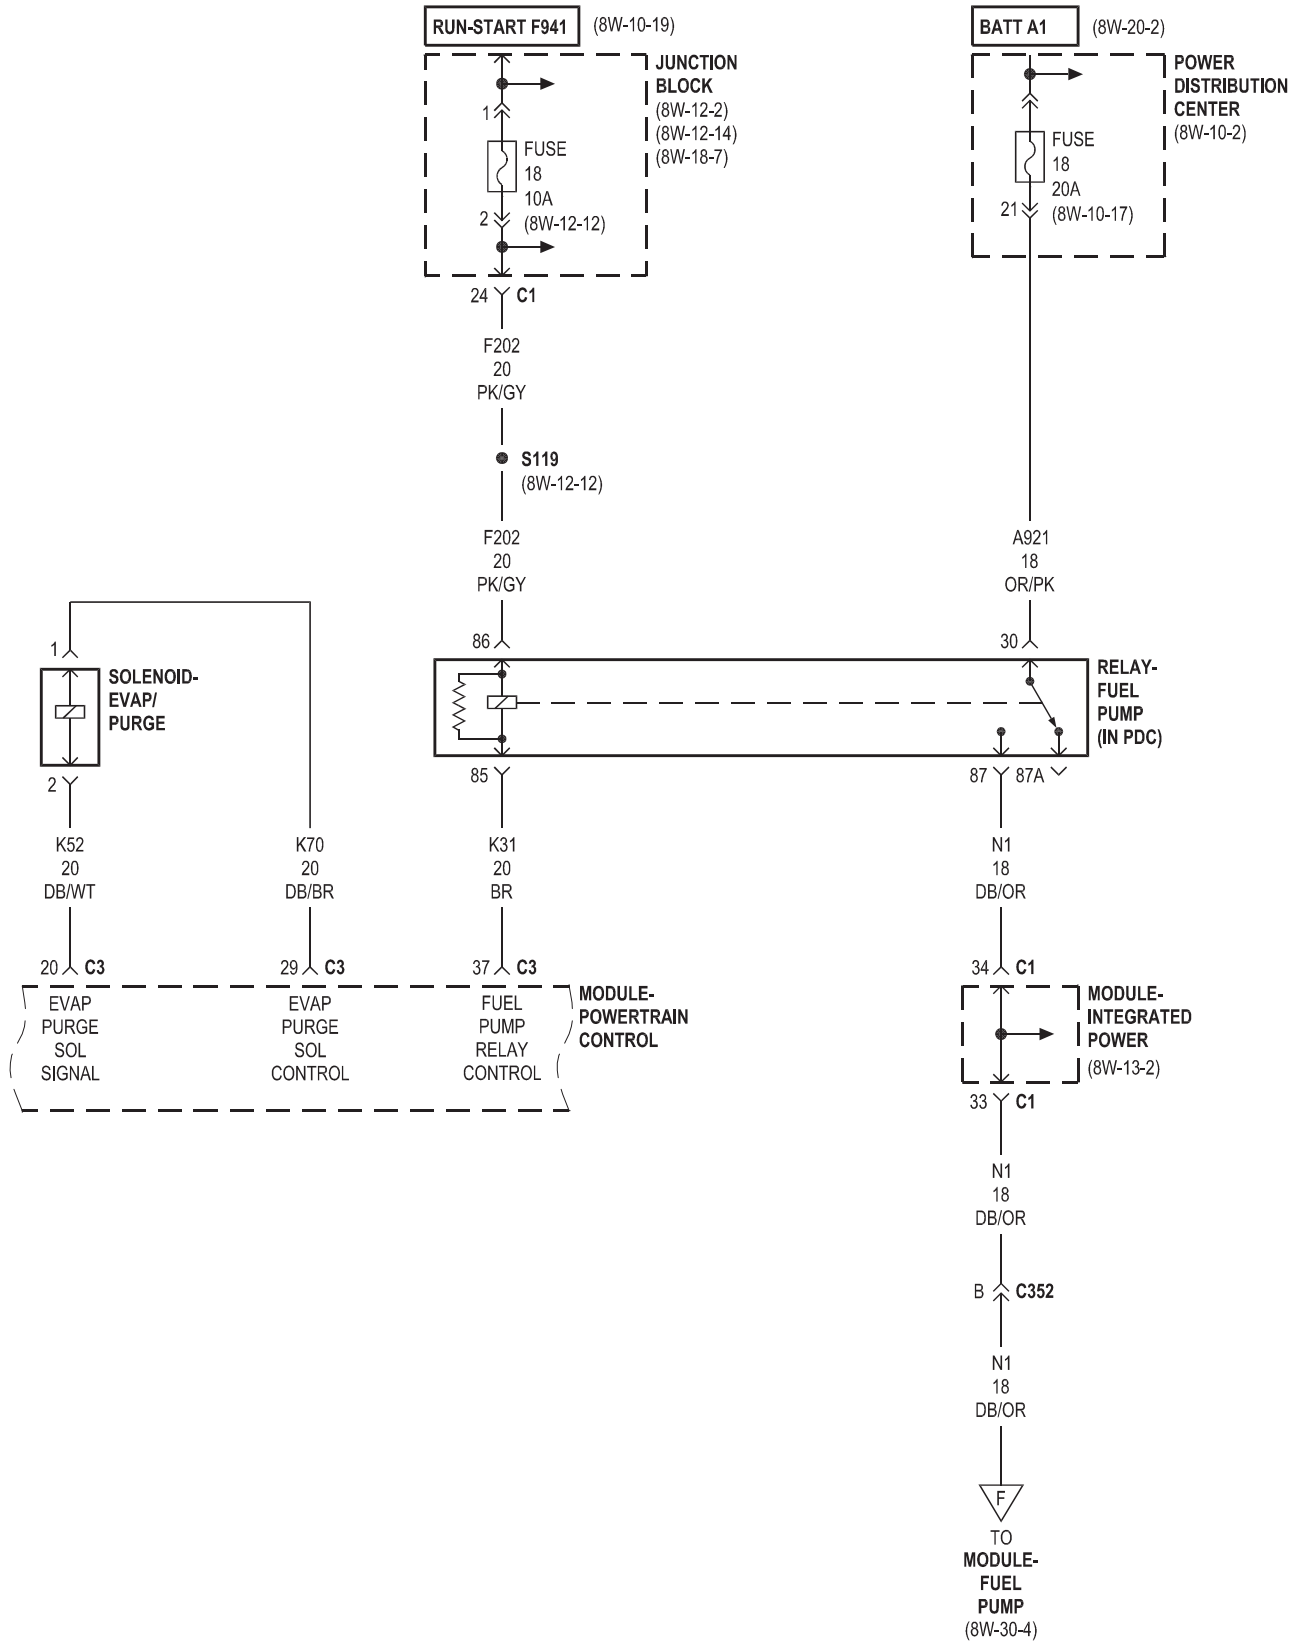 RUN-START F941 (8W-10-19)
BATT A1 (8W-20-2)
JUNCTION
BLOCK
(8W-12-2)
(8W-12-14)
(8W-18-7)
1
FUSE
18
10A
(8W-12-12)
2
POWER
DISTRIBUTION
CENTER
(8W-10-2)
FUSE
18
20A
(8W-10-17)
21
24 C1
F202
20
PK/GY
S119
(8W-12-12)
F202
20
PK/GY
A921
18
OR/PK
1
SOLENOID-
EVAP/
PURGE
2
86
30
RELAY-
FUEL
PUMP
(IN PDC)
85
87
87A
K52
20
DB/WT
K70
20
DB/BR
K31
20
BR
N1
18
DB/OR
20 C3
29 C3
37 C3
34 C1
EVAP
PURGE
SOL
SIGNAL
EVAP
PURGE
SOL
CONTROL
FUEL
PUMP
RELAY
CONTROL
MODULE-
POWERTRAIN
CONTROL
MODULE-
INTEGRATED
POWER
(8W-13-2)
33 C1
N1
18
DB/OR
B C352
N1
18
DB/OR
F
TO
MODULE-
FUEL
PUMP
(8W-30-4)